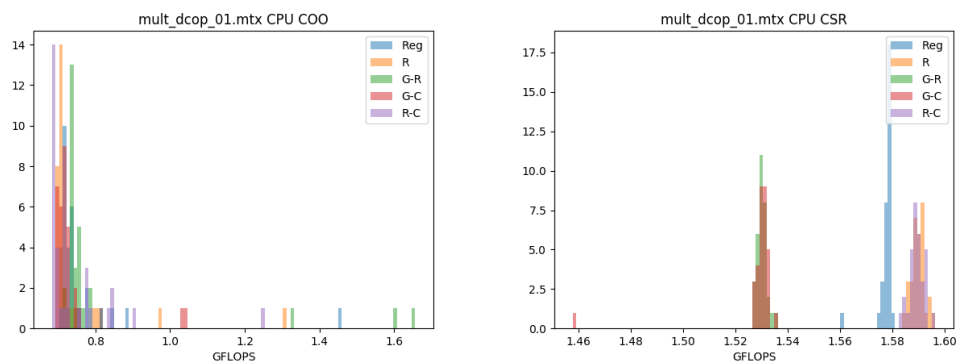 mult_dcop_01.mtx CPU COO
14
12
10
8
6
4
2
0
0.8
1.0
1.2
1.4
1.6
GFLOPS
Reg
R
G-R
G-C
R-C
mult_dcop_01.mtx CPU CSR
17.5
15.0
12.5
10.0
7.5
5.0
2.5
0.0
1.46
1.48
1.50
1.52
1.54
1.56
1.58
1.60
GFLOPS
Reg
R
G-R
G-C
R-C